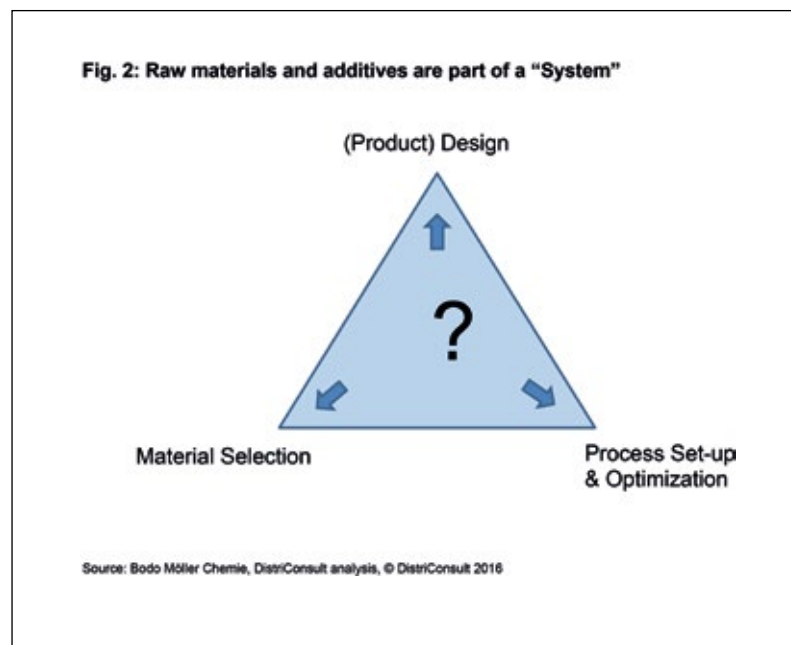 Fig. 2: Raw materials and additives are part of a “System”
(Product) Design
?
Material Selection
Process Set-up
& Optimization
Source: Bodo Möller Chemie, DistriConsult analysis, © DistriConsult 2016